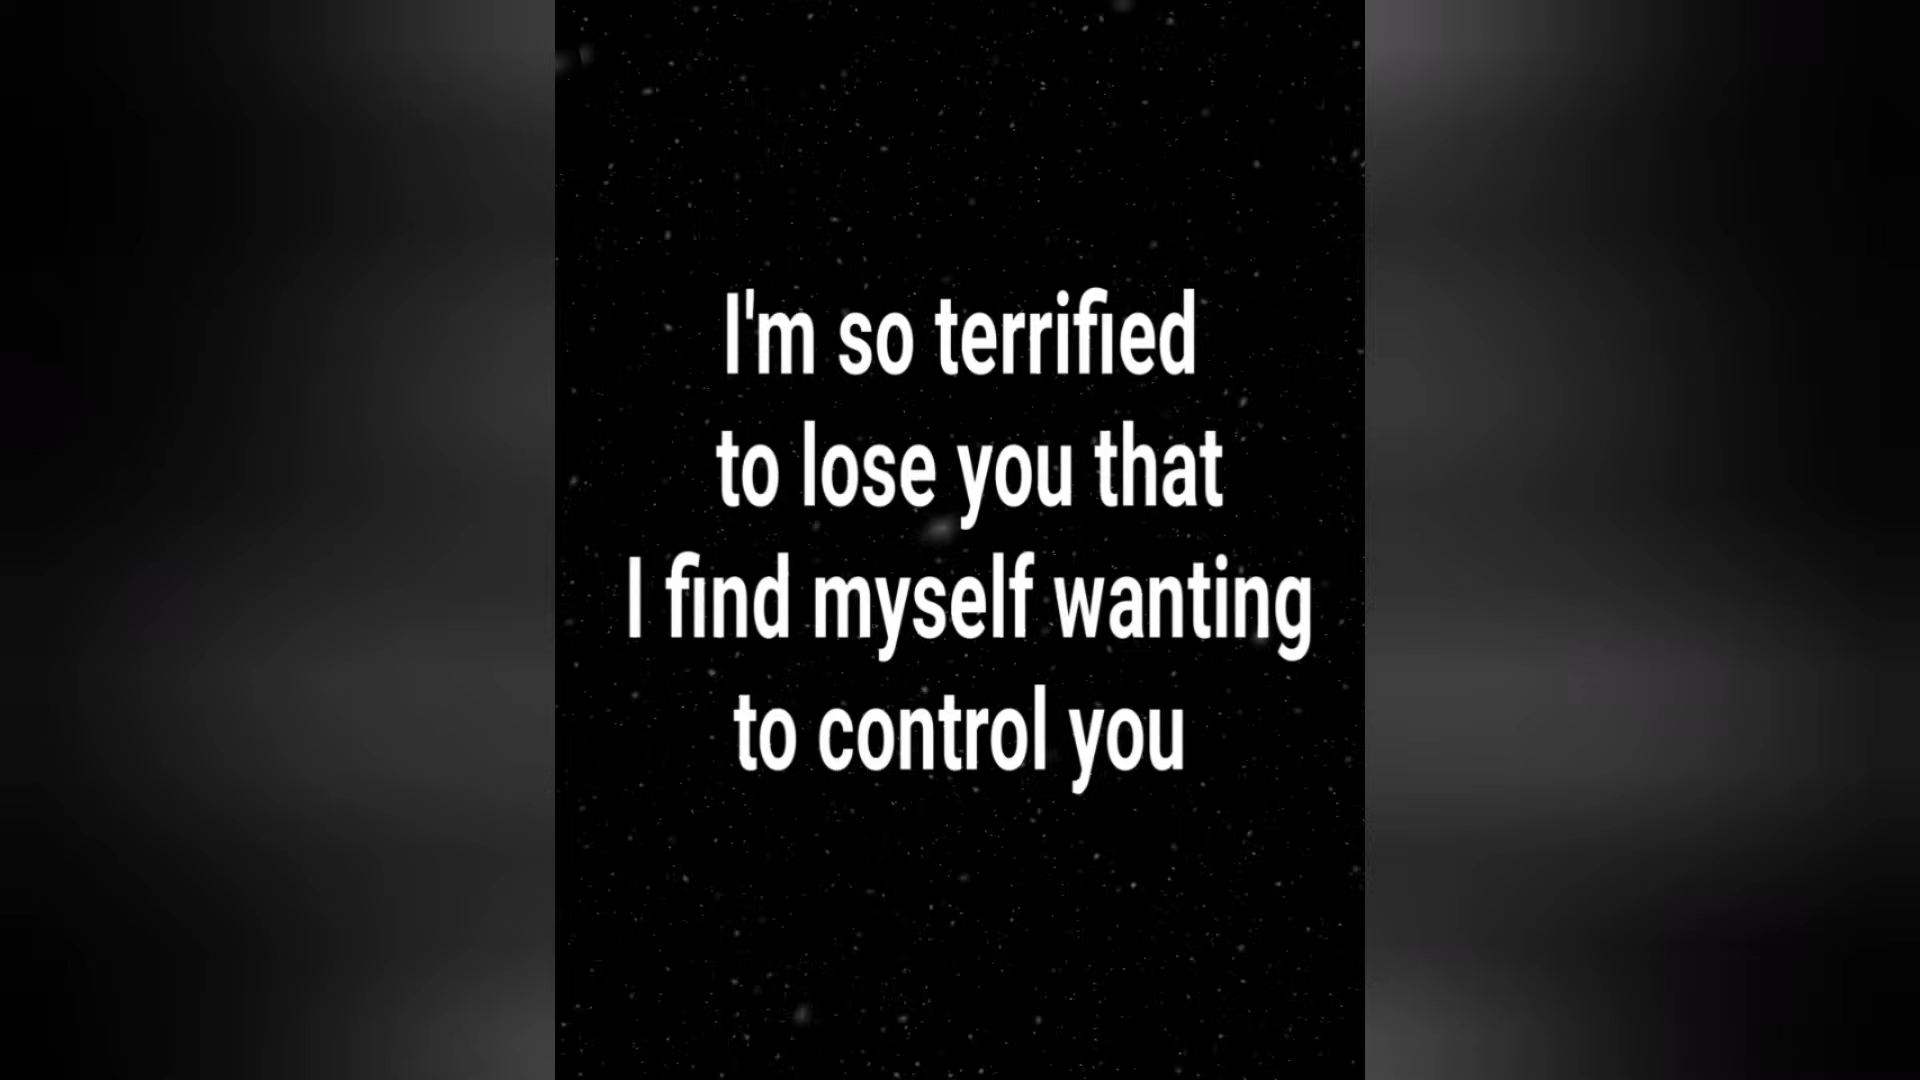 I'm so terrified
to lose you that
I find myself wanting
to control you